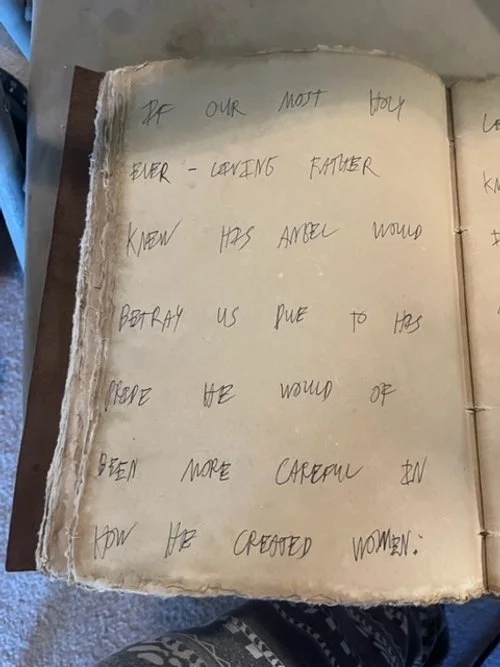 IF OUR MOST HOLY
EVER - LOVING FATHER
KNEW HIS ANGEL WOULD
BETRAY US DUE TO HIS
PRIDE HE WOULD OF
BEEN MORE CAREFUL IN
HOW HE CREATED WOMEN.